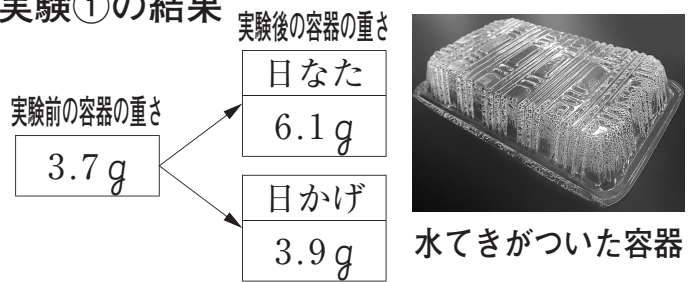 実験①の結果
実験後の容器の重さ
日なた
6.1g
実験前の容器の重さ
3.7g
日かげ
3.9g
水てきがついた容器